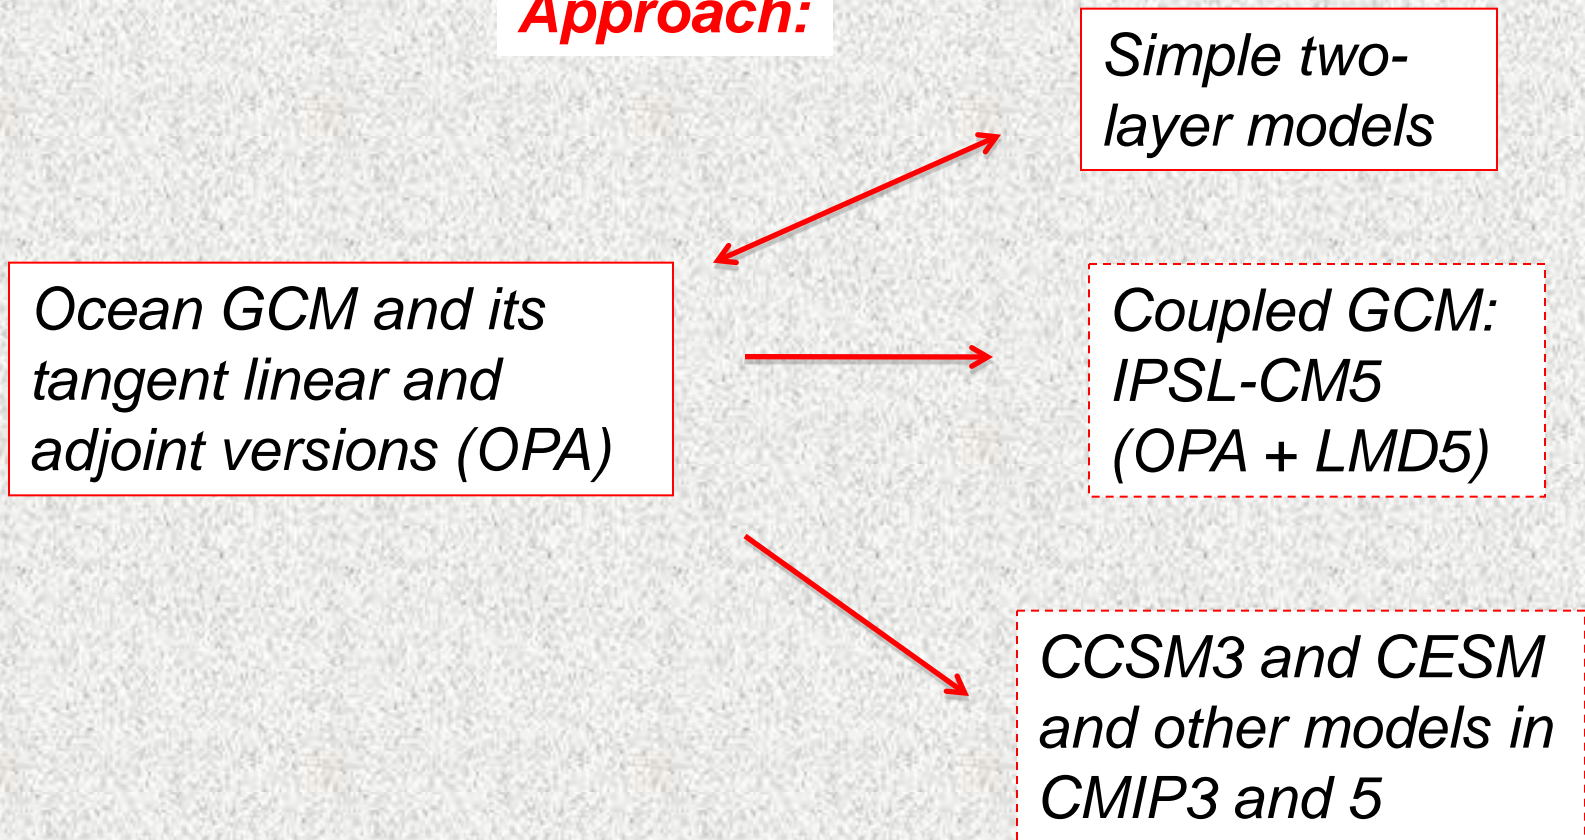 Approach:
Simple two-
layer models
Ocean GCM and its
tangent linear and
adjoint versions (OPA)
Coupled GCM:
IPSL-CM5
(OPA + LMD5)
CCSM3 and CESM
and other models in
CMIP3 and 5